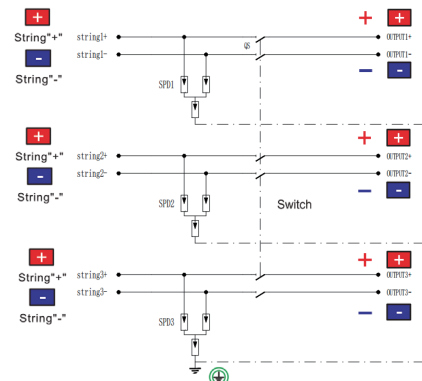 + + +
String"+" string1+ QS OUTPUT1+
- string1- OUTPUT1-
String"-" SPD1 - -
+ + +
String"+" string2+ OUTPUT2+
- string2- OUTPUT2-
String"-" SPD2 Switch - -
+ + +
String"+" string3+ OUTPUT3+
- string3- OUTPUT3-
String"-" SPD3 - -